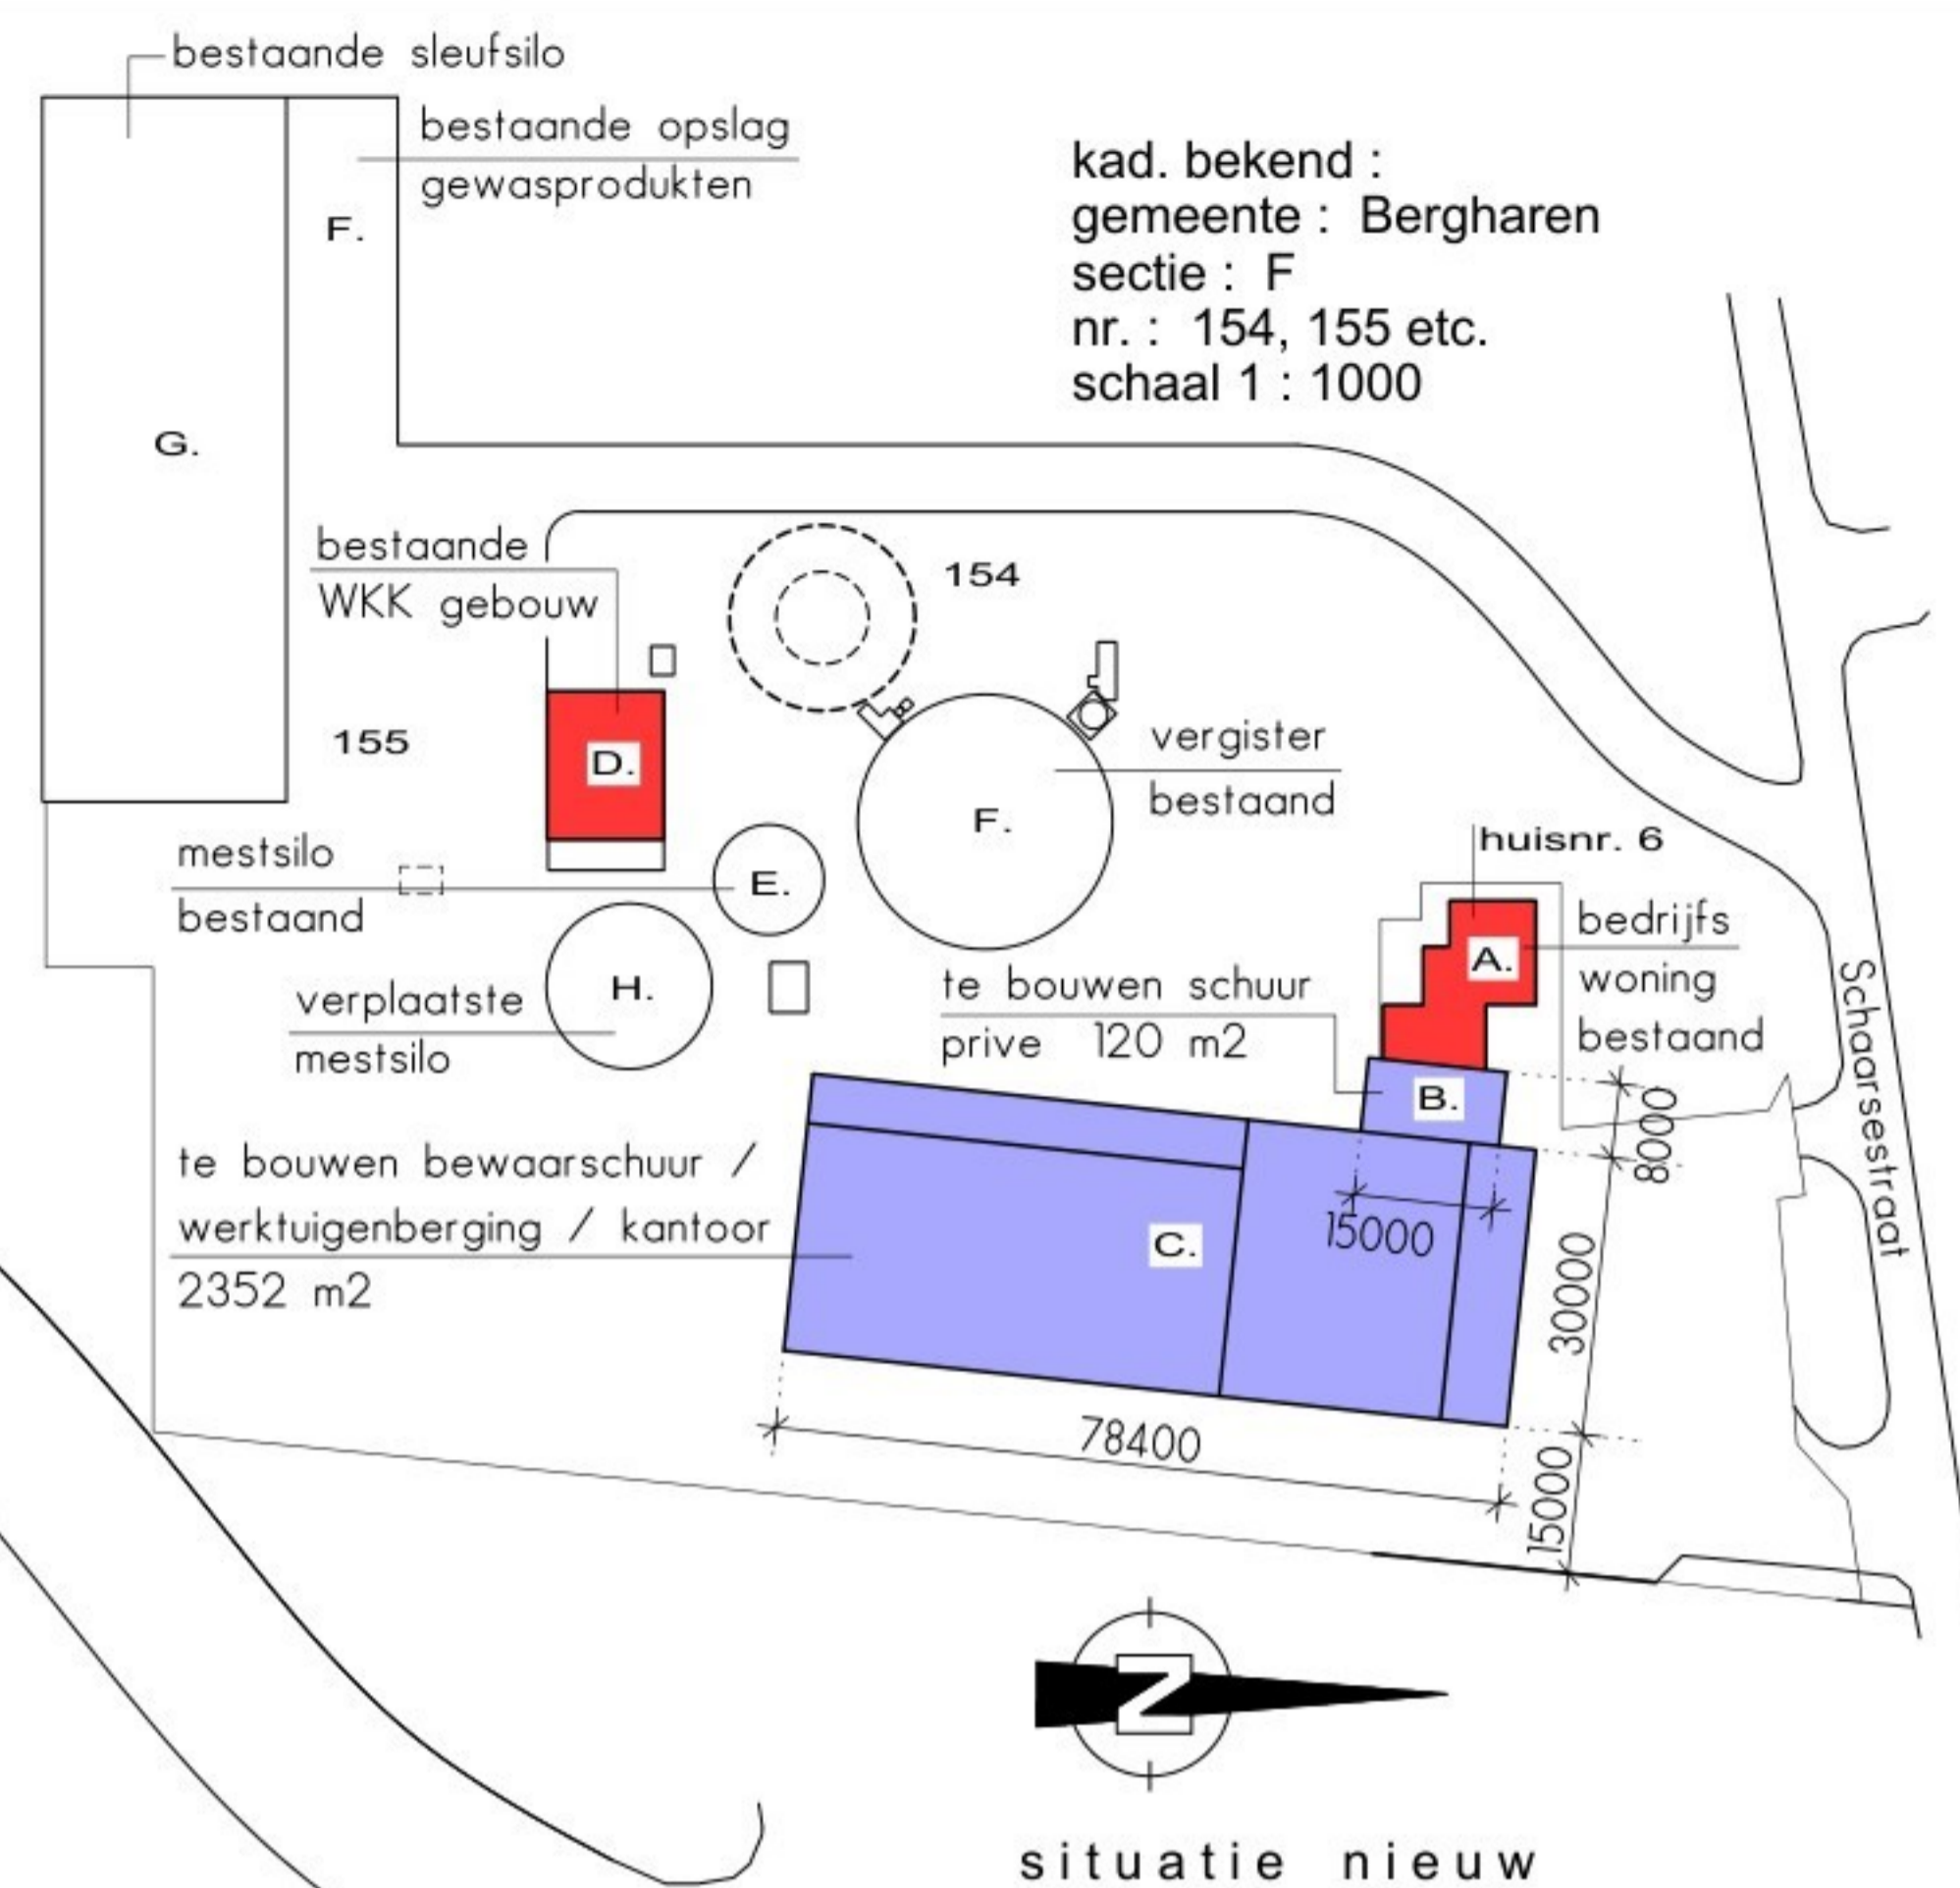 bestaande sleufsilo
bestaande opslag
gewasprodukten
F.
kad. bekend :
gemeente : Bergharen
sectie : F
nr. : 154, 155 etc.
schaal 1 : 1000
G.
bestaande
WKK gebouw
154
155
D.
vergister
bestaand
F.
mestsilo
bestaand
E.
huisnr. 6
A.
bedrijfs
woning
bestaand
Schaarsestraat
verplaatste
mestsilo
H.
te bouwen schuur
prive 120 m2
B.
8000
te bouwen bewaarschuur /
werktuigenberging / kantoor
2352 m2
C.
15000
30000
78400
15000
N
situatie nieuw